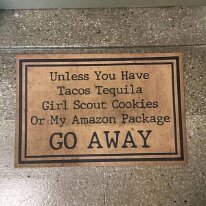 Unless You Have
Tacos Tequila
Girl Scout Cookies
Or My Amazon Package
GO AWAY